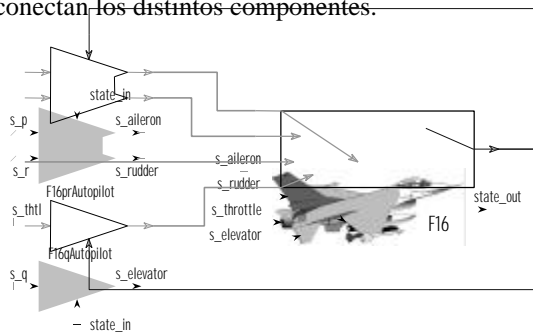 conectan los distintos componentes.
state_in
s_p
s_aileron
s_r
s_rudder
s_aileron
F16prAutopilot
s_rudder
state_out
s_thtl
s_throttle
F16
s_elevator
F16qAutopilot
s_q
s_elevator
state_in